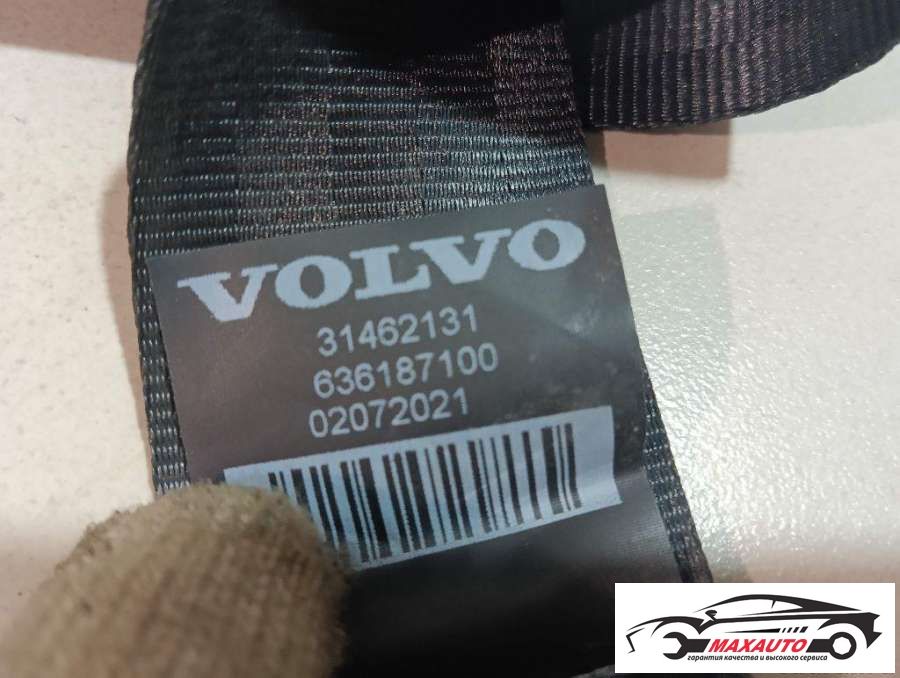 VOLVO
31462131
636187100
02072021
MAXAUTO
гарантия качества и высокого сервиса